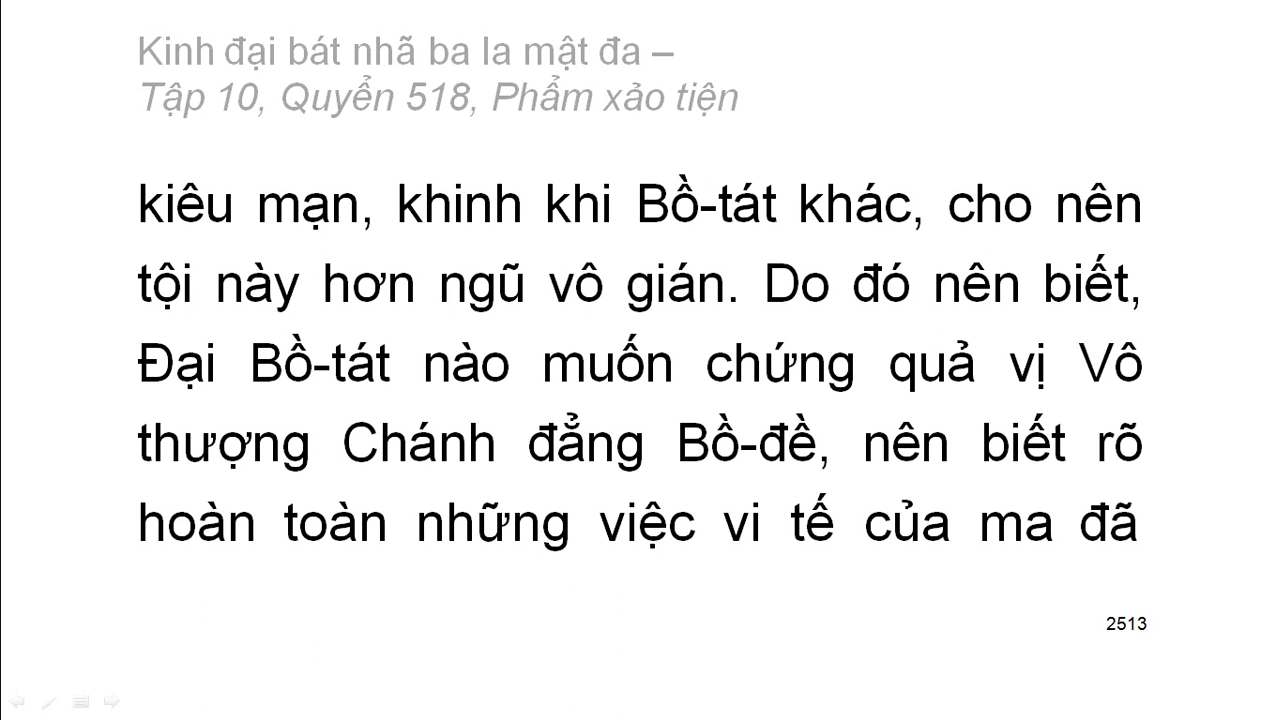 Kinh đại bát nhã ba la mật đa –
Tập 10, Quyển 518, Phẩm xảo tiện
kiêu mạn, khinh khi Bồ-tát khác, cho nên
tội này hơn ngũ vô gián. Do đó nên biết,
Đại Bồ-tát nào muốn chứng quả vị Vô
thượng Chánh đẳng Bồ-đề, nên biết rõ
hoàn toàn những việc vi tế của ma đã
2513